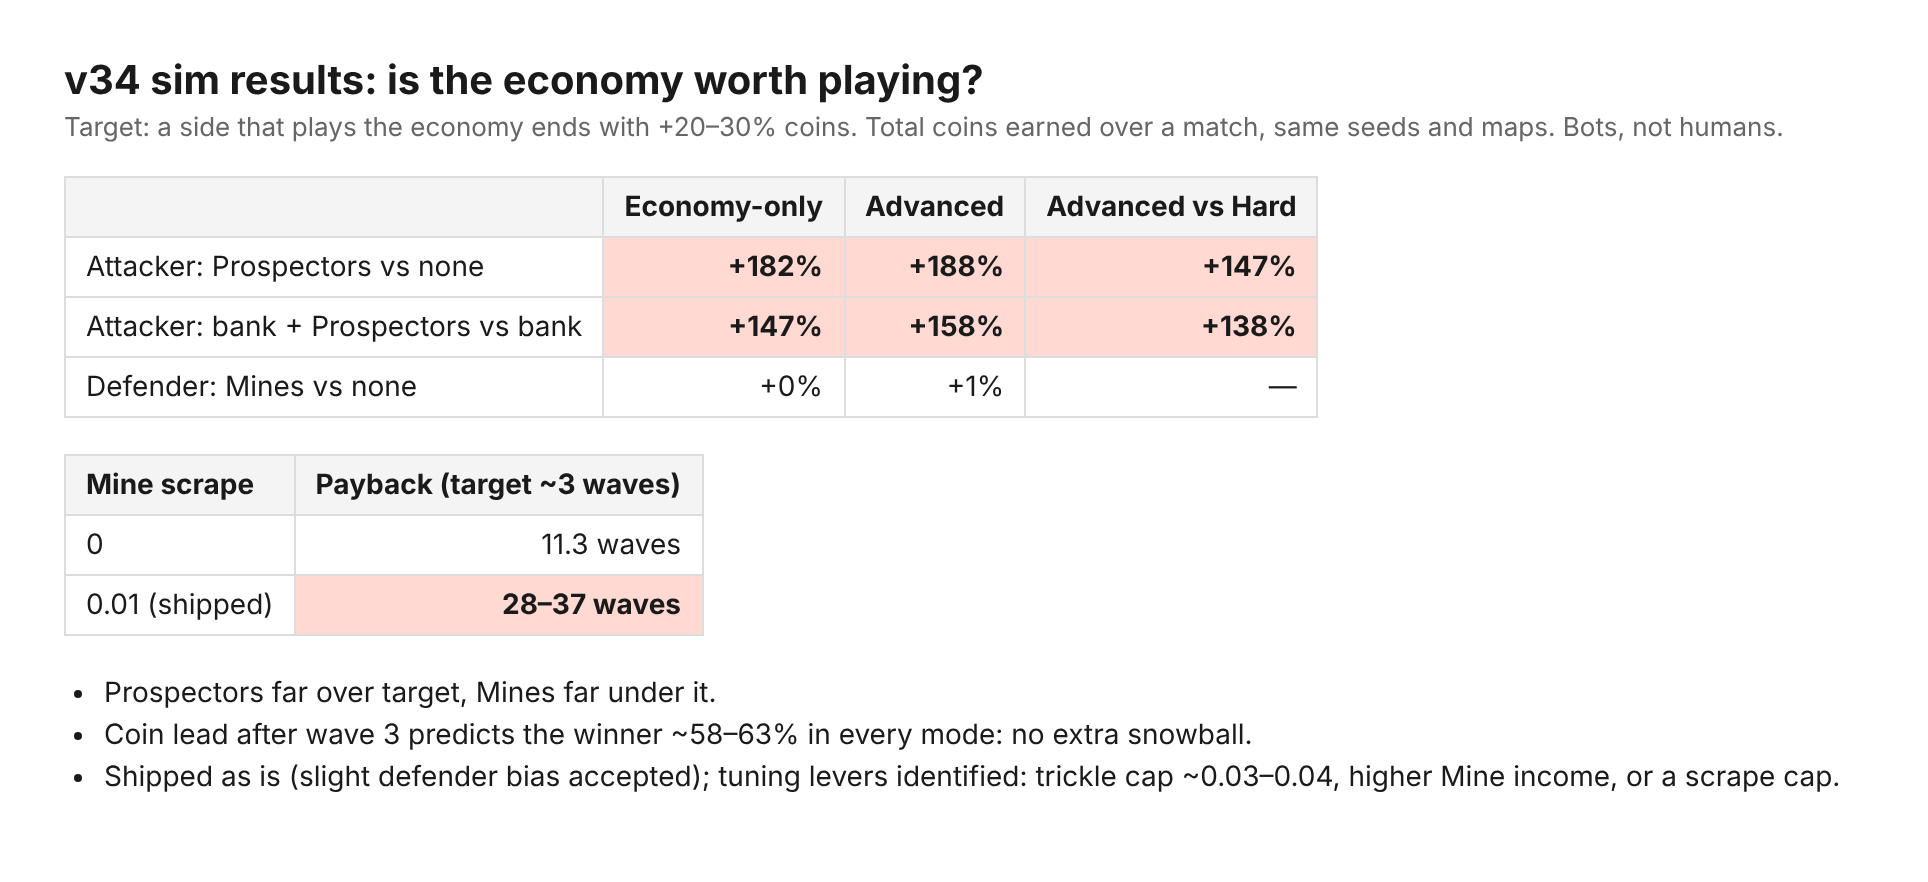 v34 sim results: is the economy worth playing?
Target: a side that plays the economy ends with +20–30% coins. Total coins earned over a match, same seeds and maps. Bots, not humans.
Economy-only Advanced Advanced vs Hard
Attacker: Prospectors vs none +182% +188% +147%
Attacker: bank + Prospectors vs bank +147% +158% +138%
Defender: Mines vs none +0% +1% —
Mine scrape Payback (target ~3 waves)
0 11.3 waves
0.01 (shipped) 28–37 waves
• Prospectors far over target, Mines far under it.
• Coin lead after wave 3 predicts the winner ~58–63% in every mode: no extra snowball.
• Shipped as is (slight defender bias accepted); tuning levers identified: trickle cap ~0.03–0.04, higher Mine income, or a scrape cap.